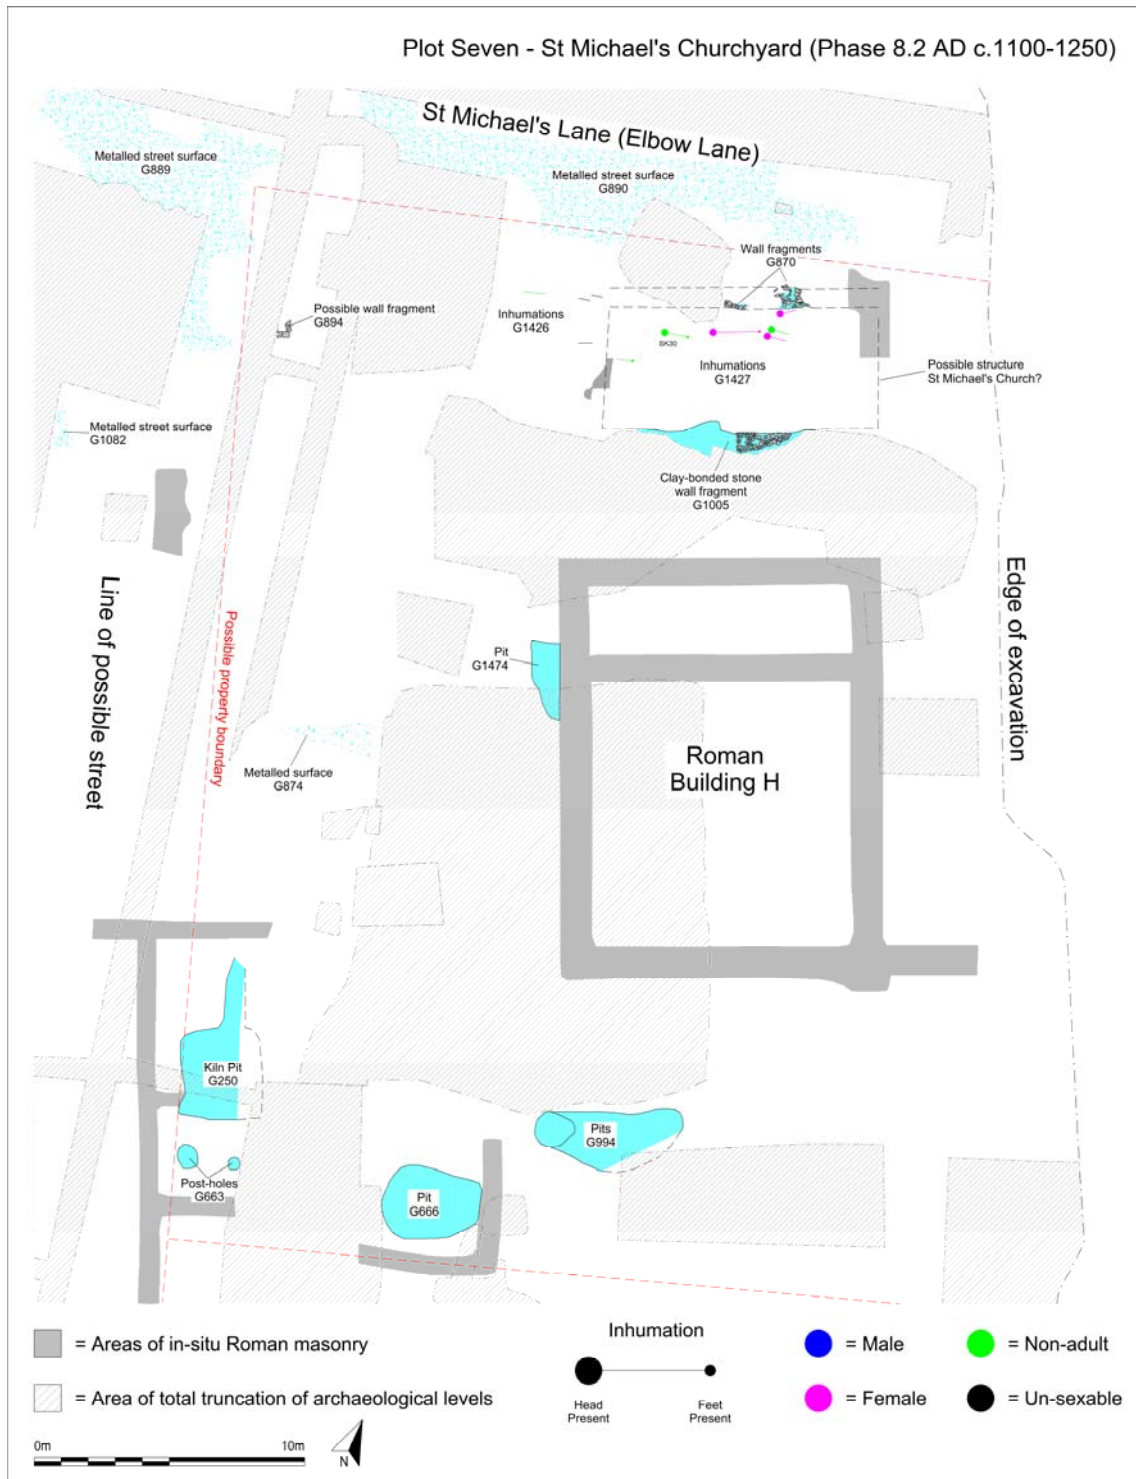 Plot Seven - St Michael's Churchyard (Phase 8.2 AD c.1100-1250)
St Michael's Lane (Elbow Lane)
Metalled street surface
G889
Metalled street surface
G890
Wall fragments
G870
Possible wall fragment
G894
Inhumations
G1426
SK30
Inhumations
G1427
Possible structure
St Michael's Church?
Metalled street surface
G1082
Clay-bonded stone
wall fragment
G1005
Line of possible street
Possible property boundary
Edge of excavation
Pit
G1474
Roman
Building H
Metalled surface
G874
Kiln Pit
G250
Pits
G994
Post-holes
G663
Pit
G666
= Areas of in-situ Roman masonry
= Area of total truncation of archaeological levels
Inhumation
Head
Present
Feet
Present
= Male
= Non-adult
= Female
= Un-sexable
0m
10m
N